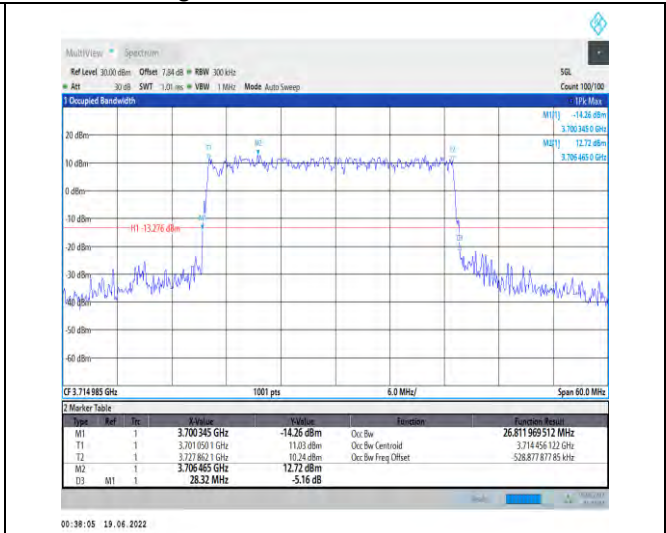 MultiView Spectrum
Ref Level 30.00 dBm Offset 7.84 dB RBW 300 kHz SGL
Att 30 dB SWT 1.01 ms VBW 1 MHz Mode Auto Sweep Count 100/100
1 Occupied Bandwidth 1Pk Max
M1[1] -14.26 dBm
3.700 345 0 GHz
20 dBm M2[1] 12.72 dBm
T1 M2 T2 3.706 465 0 GHz
10 dBm
0 dBm
-10 dBm
H1 -13.276 dBm
-20 dBm D3
-30 dBm
-40 dBm
-50 dBm
-60 dBm
CF 3.714 985 GHz 1001 pts 6.0 MHz/ Span 60.0 MHz
2 Marker Table
Type Ref Trc X-Value Y-Value Function Function Result
M1 1 3.700 345 GHz -14.26 dBm Occ Bw 26.811 969 512 MHz
T1 1 3.701 050 1 GHz 11.03 dBm Occ Bw Centroid 3.714 456 122 GHz
T2 1 3.727 862 1 GHz 10.24 dBm Occ Bw Freq Offset -528.877 877 85 kHz
M2 1 3.706 465 GHz 12.72 dBm
D3 M1 1 28.32 MHz -5.16 dB
00:38:05 19.06.2022